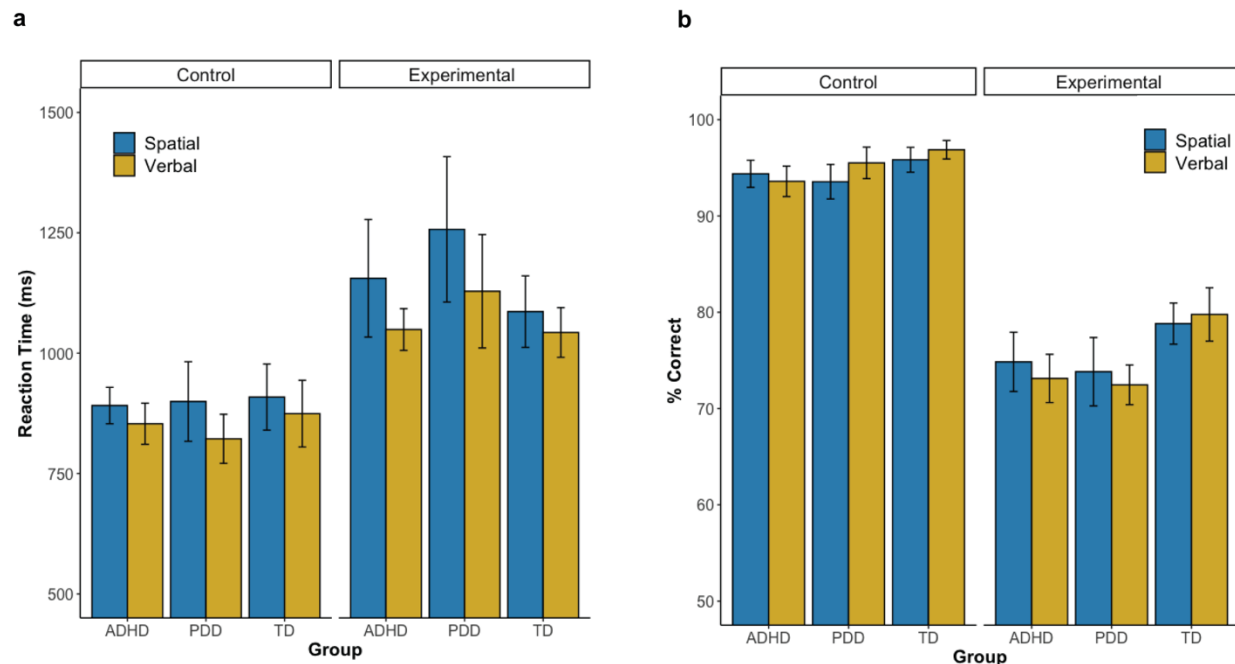 a
Control
Experimental
1500
1250
1000
750
500
Reaction Time (ms)
Spatial
Verbal
ADHD PDD TD
ADHD PDD TD
Group
b
Control
Experimental
100
90
80
70
60
50
% Correct
Spatial
Verbal
ADHD PDD TD
ADHD PDD TD
Group